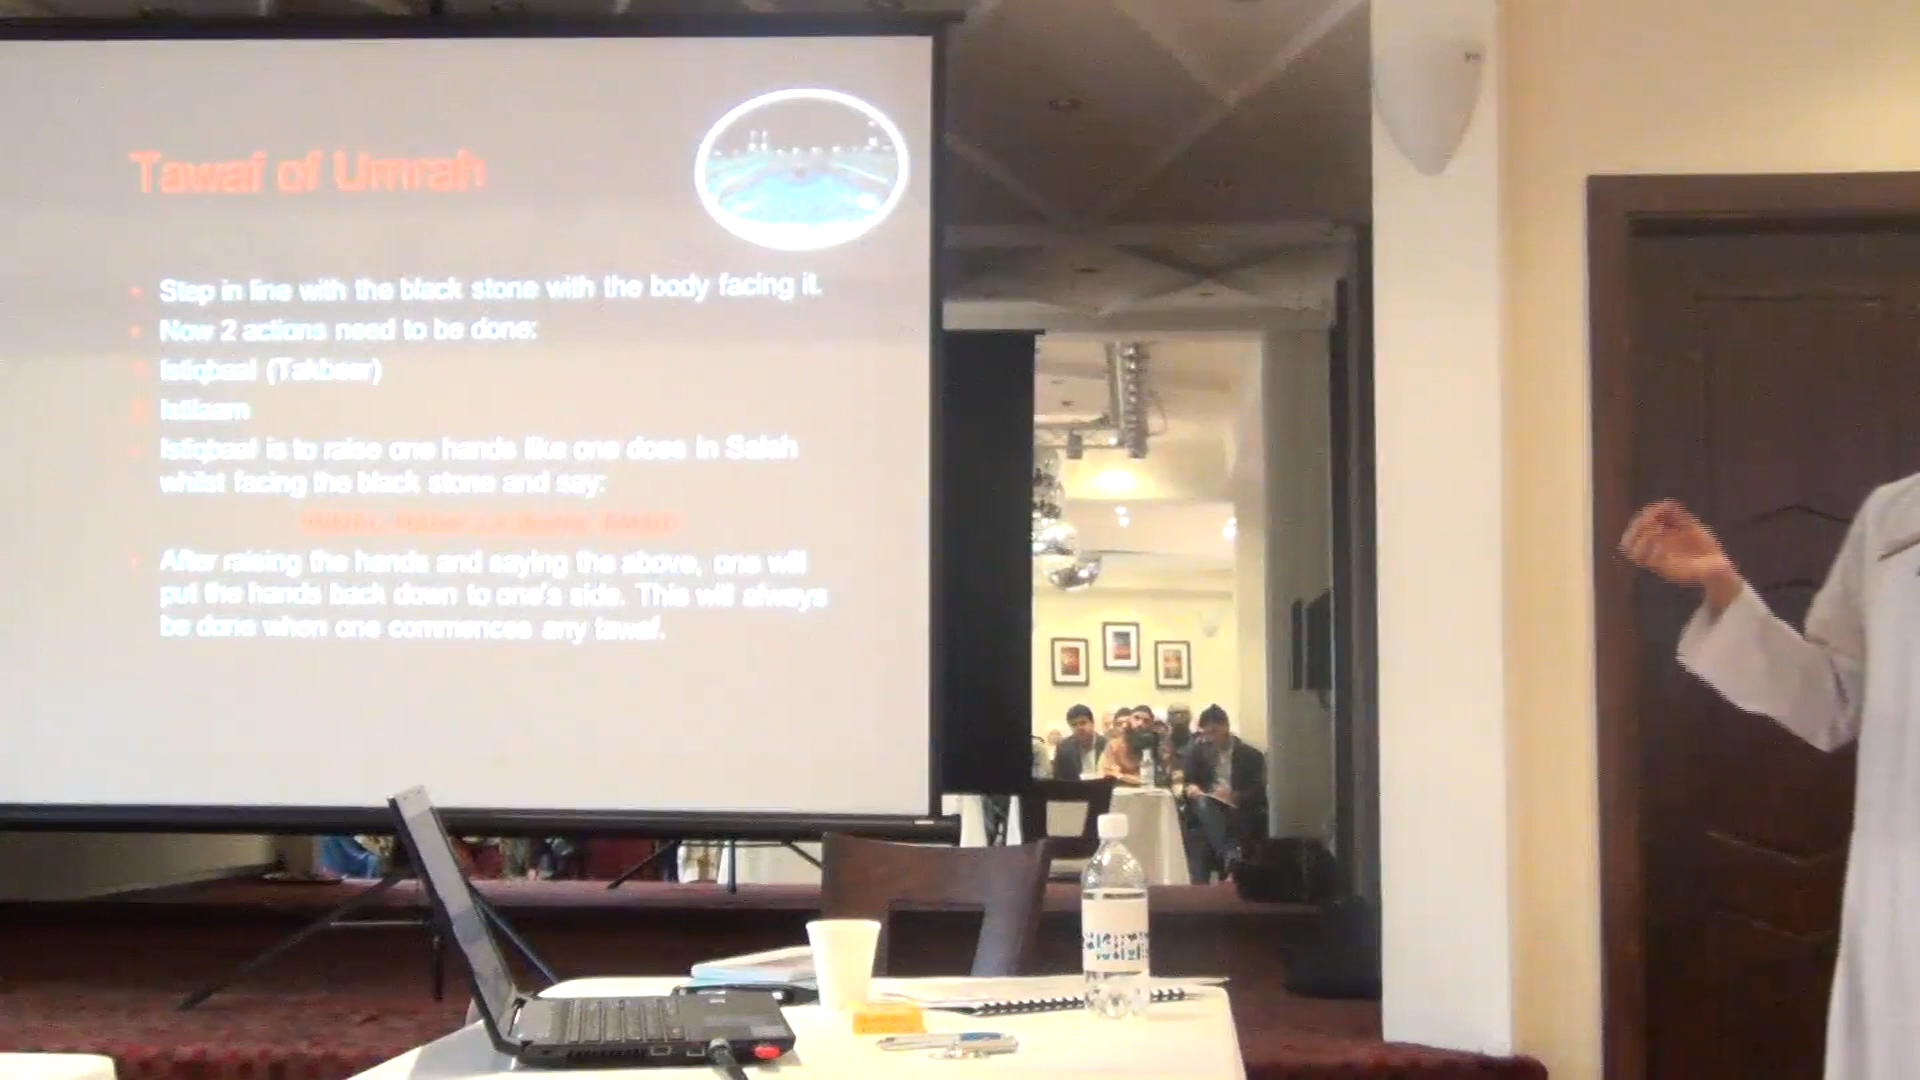 Tawaf of Umrah
Step in line with the black stone with the body facing it.
Now 2 actions need to be done:
Istiqbaal (Takbeer)
Istilaam
Istiqbaal is to raise one hands like one does in Salah
whilst facing the black stone and say:
After raising the hands and saying the above, one will
put the hands back down to one's side. This will always
be done when one commences any tawaf.